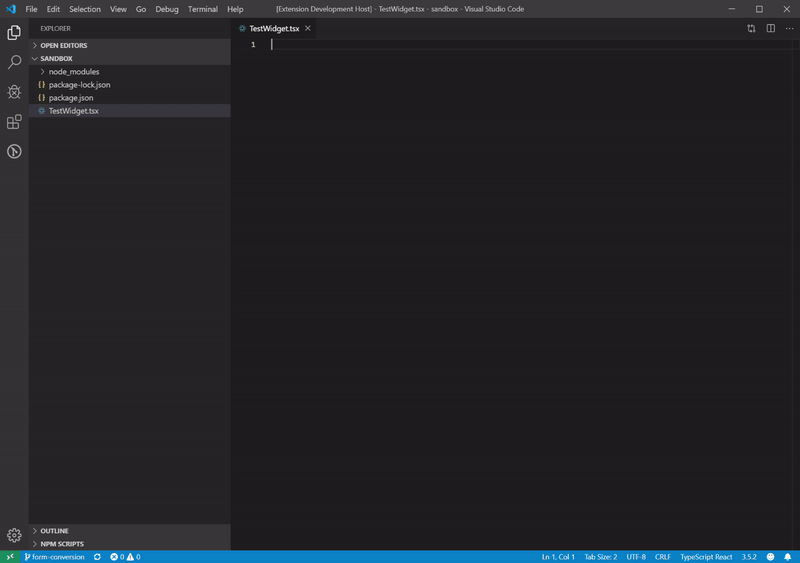 File Edit Selection View Go Debug Terminal Help [Extension Development Host] - TestWidget.tsx - sandbox - Visual Studio Code
EXPLORER
TestWidget.tsx
OPEN EDITORS
1
SANDBOX
node_modules
{} package-lock.json
{} package.json
TestWidget.tsx
OUTLINE
NPM SCRIPTS
form-conversion 0 0 Ln 1, Col 1 Tab Size: 2 UTF-8 CRLF TypeScript React 3.5.2